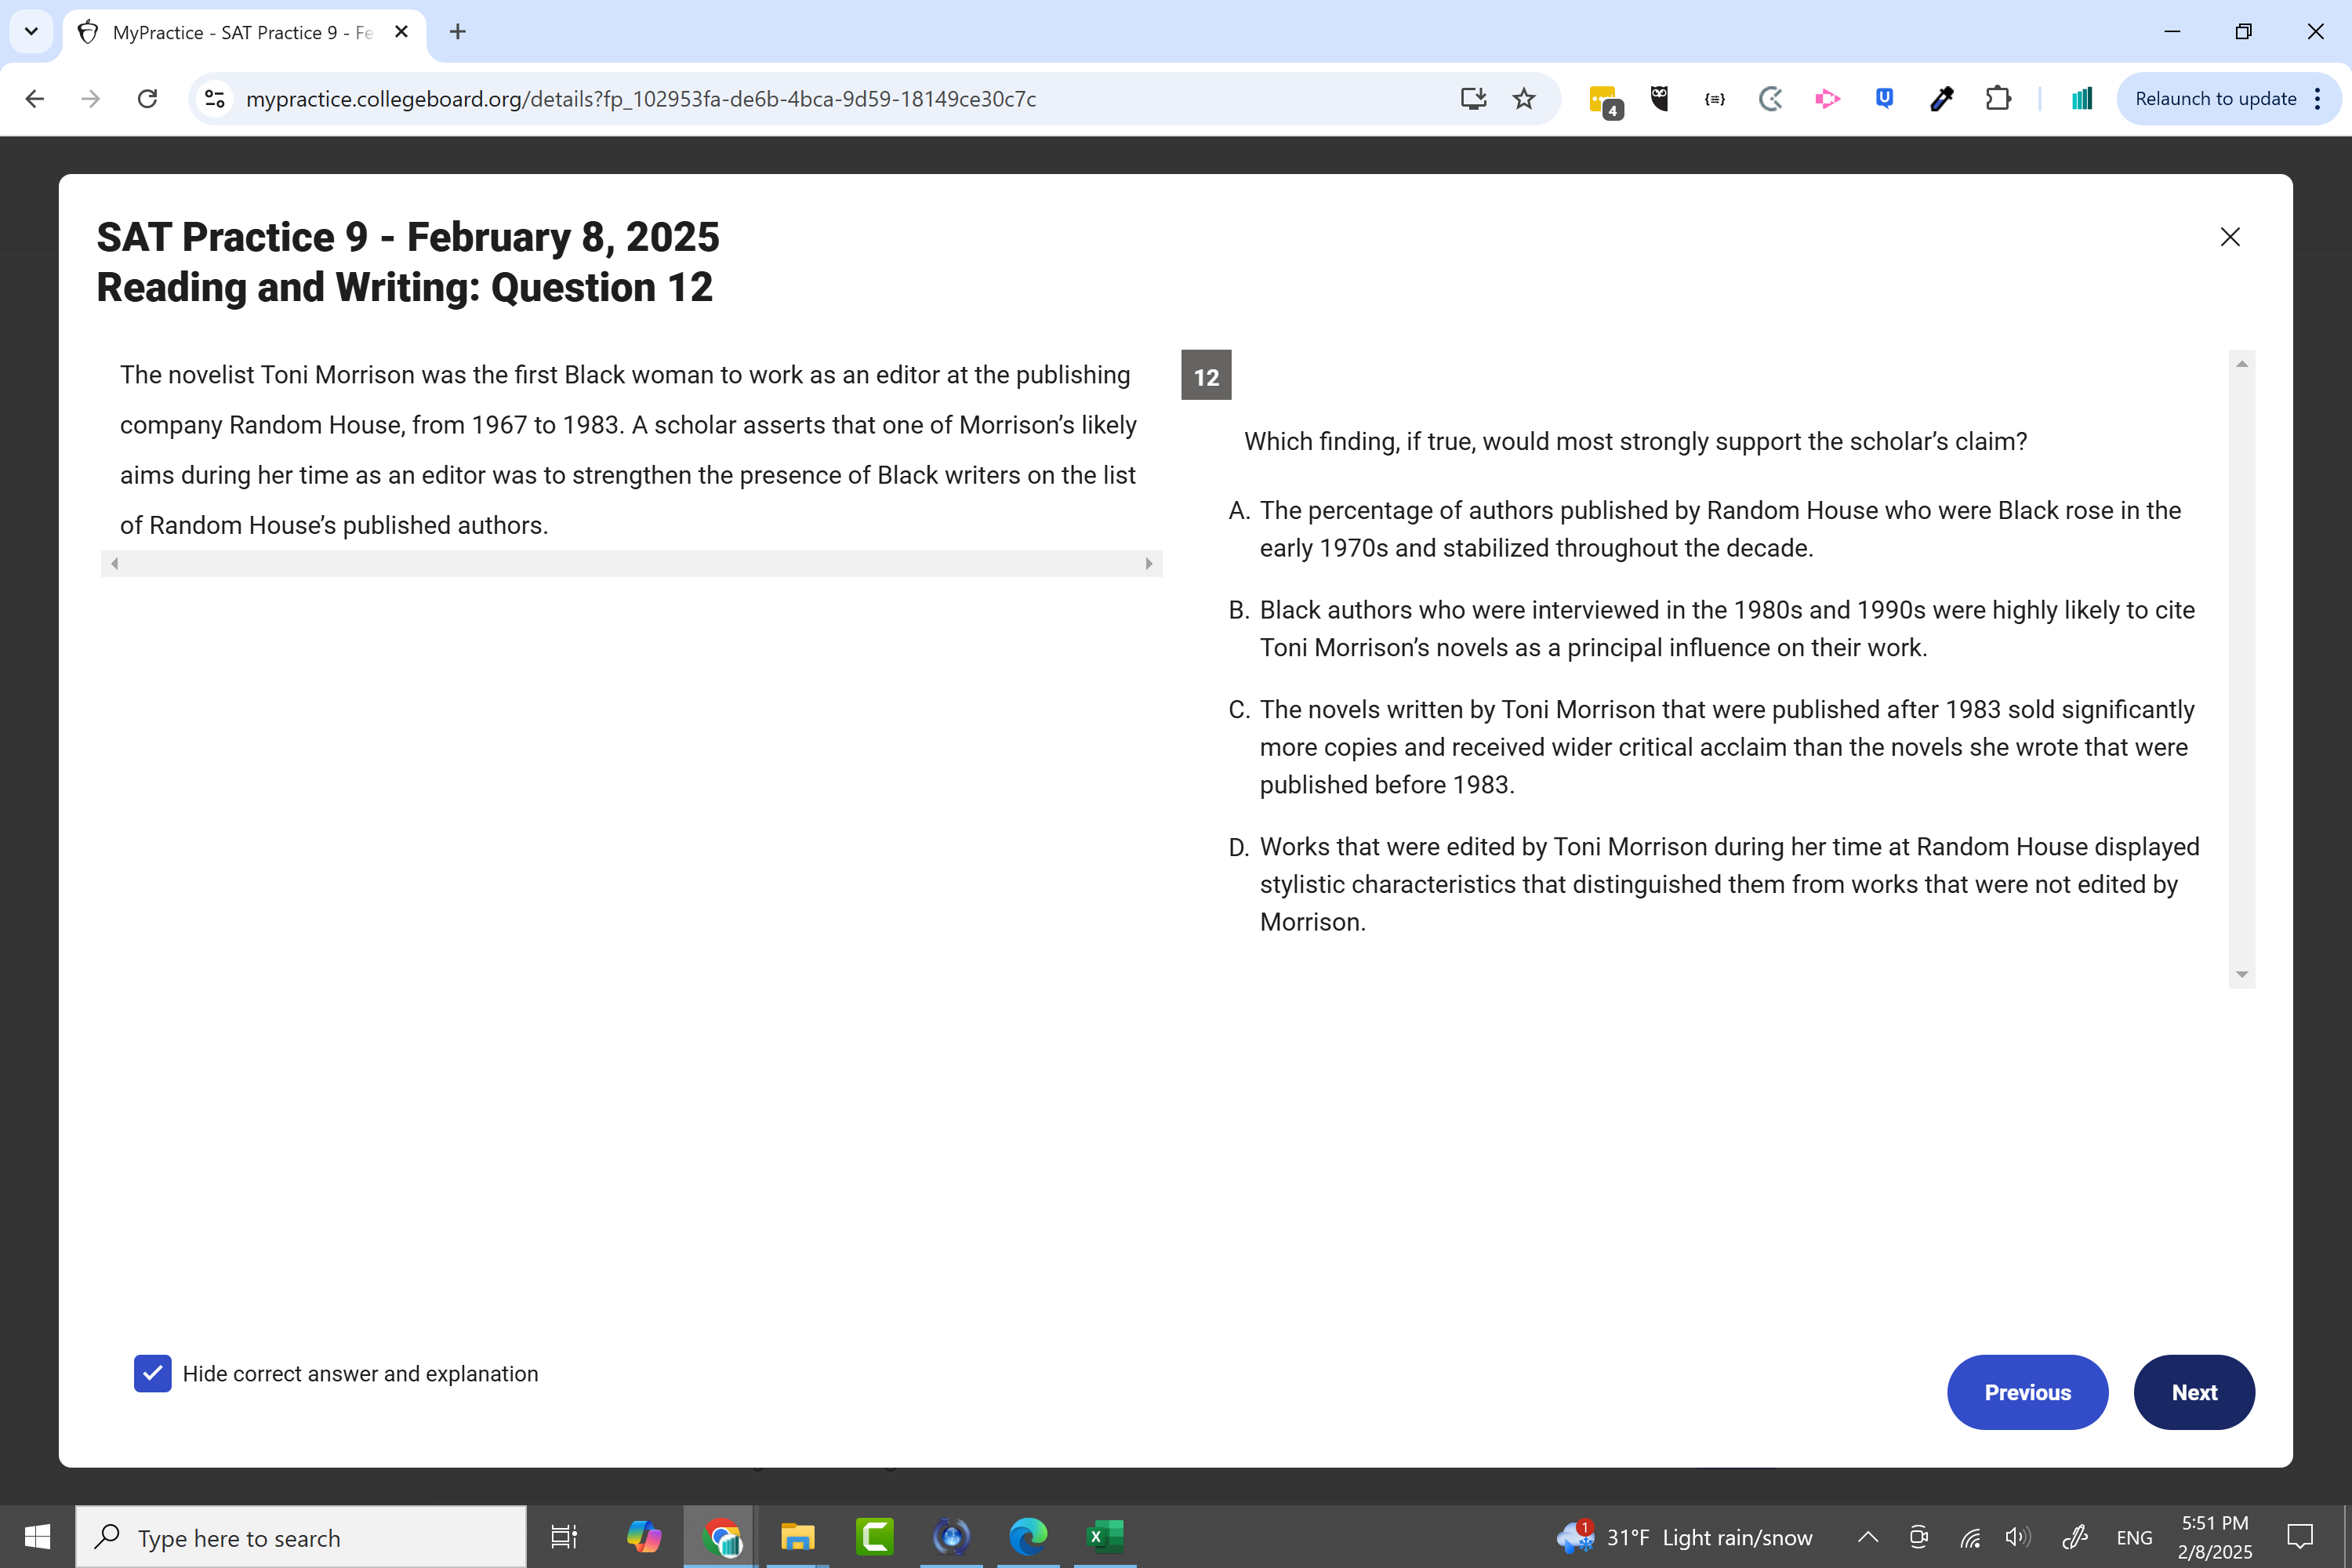 MyPractice - SAT Practice 9 - Fe
mypractice.collegeboard.org/details?fp_102953fa-de6b-4bca-9d59-18149ce30c7c
4
Relaunch to update
SAT Practice 9 - February 8, 2025
Reading and Writing: Question 12
The novelist Toni Morrison was the first Black woman to work as an editor at the publishing
company Random House, from 1967 to 1983. A scholar asserts that one of Morrison’s likely
aims during her time as an editor was to strengthen the presence of Black writers on the list
of Random House’s published authors.
12
Which finding, if true, would most strongly support the scholar’s claim?
A. The percentage of authors published by Random House who were Black rose in the
early 1970s and stabilized throughout the decade.
B. Black authors who were interviewed in the 1980s and 1990s were highly likely to cite
Toni Morrison’s novels as a principal influence on their work.
C. The novels written by Toni Morrison that were published after 1983 sold significantly
more copies and received wider critical acclaim than the novels she wrote that were
published before 1983.
D. Works that were edited by Toni Morrison during her time at Random House displayed
stylistic characteristics that distinguished them from works that were not edited by
Morrison.
Hide correct answer and explanation
Previous
Next
Type here to search
1
31°F Light rain/snow
ENG
5:51 PM
2/8/2025